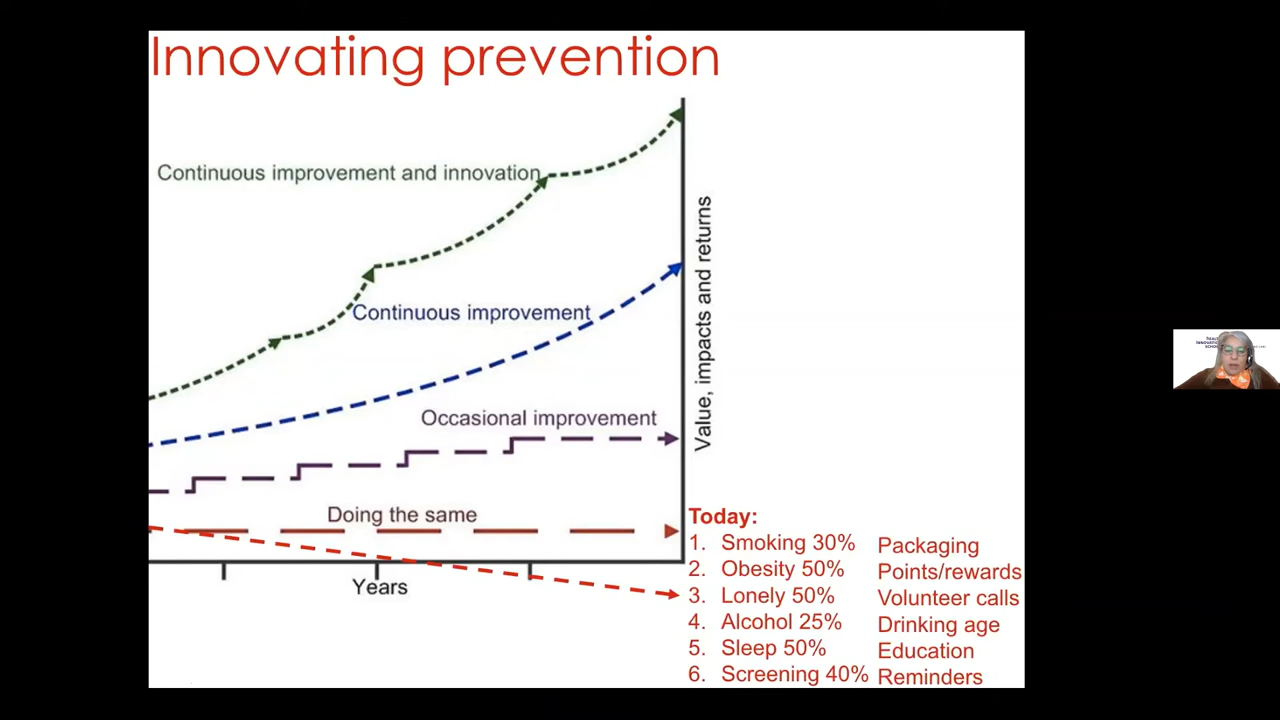 Innovating prevention
Continuous improvement and innovation
Continuous improvement
Occasional improvement
Doing the same
Years
Value, impacts and returns
Today:
1. Smoking 30% Packaging
2. Obesity 50% Points/rewards
3. Lonely 50% Volunteer calls
4. Alcohol 25% Drinking age
5. Sleep 50% Education
6. Screening 40% Reminders